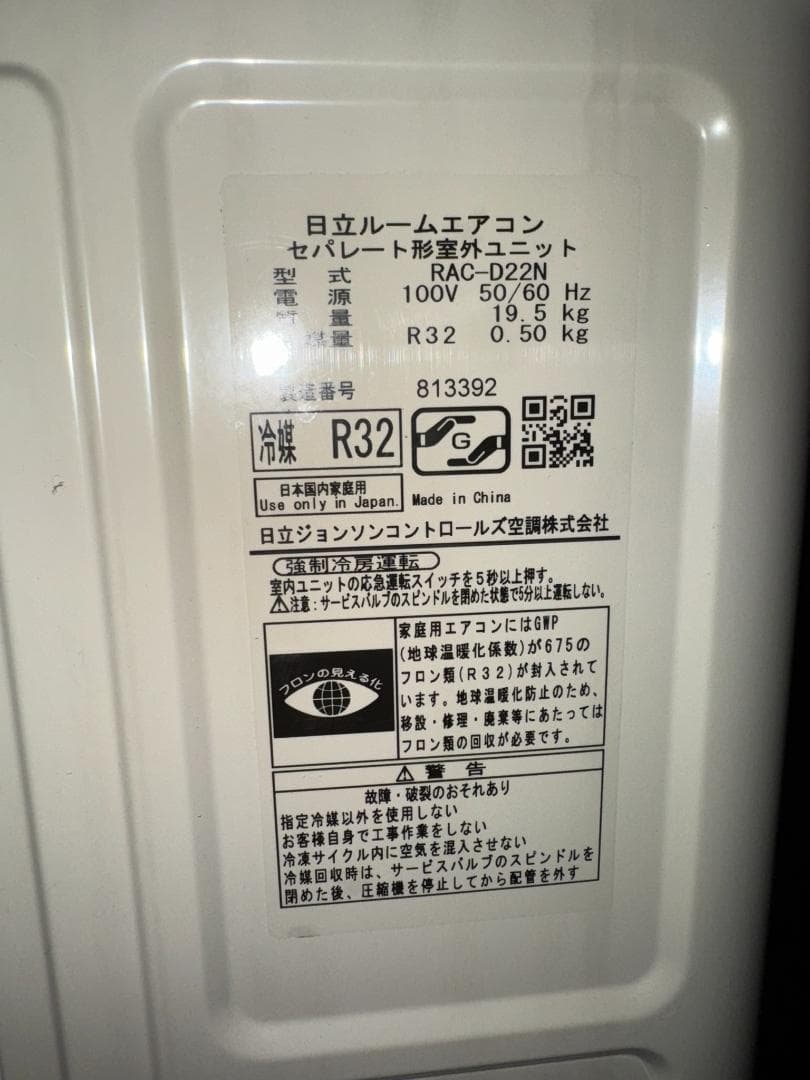 日立ルームエアコン
セパレート形室外ユニット
型 式 RAC-D22N
電 源 100V 50/60 Hz
質 量 19.5 kg
媒量 R32 0.50 kg
製造番号 813392
冷媒 R32
G
日本国内家庭用
Use only in Japan.
Made in China
日立ジョンソンコントロールズ空調株式会社
強制冷房運転
室内ユニットの応急運転スイッチを5秒以上押す。
⚠注意:サービスバルブのスピンドルを閉めた状態で5分以上運転しない。
フロンの見える化
家庭用エアコンにはGWP
(地球温暖化係数)が675の
フロン類(R32)が封入されて
います。地球温暖化防止のため、
移設・修理・廃棄等にあたっては
フロン類の回収が必要です。
⚠ 警 告
故障・破裂のおそれあり
指定冷媒以外を使用しない
お客様自身で工事作業をしない
冷凍サイクル内に空気を混入させない
冷媒回収時は、サービスバルブのスピンドルを
閉めた後、圧縮機を停止してから配管を外す